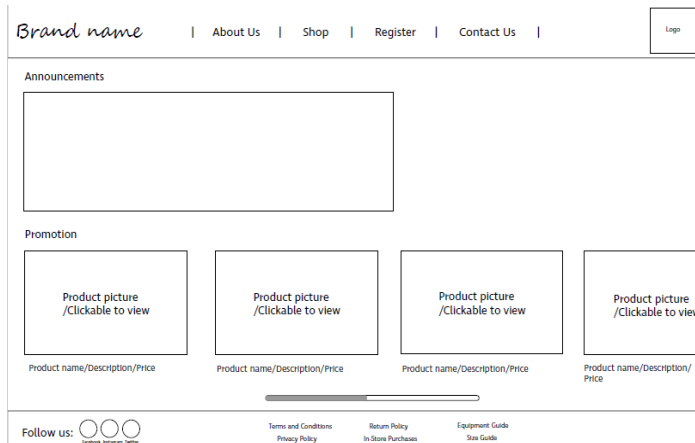 Brand name | About Us | Shop | Register | Contact Us | Logo
Announcements
Promotion
Product picture
/Clickable to view
Product picture
/Clickable to view
Product picture
/Clickable to view
Product picture
/Clickable to view
Product name/Description/Price
Product name/Description/Price
Product name/Description/Price
Product name/Description/
Price
Follow us:
Facebook Instagram Twitter
Terms and Conditions
Privacy Policy
Return Policy
In-Store Purchases
Equipment Guide
Size Guide